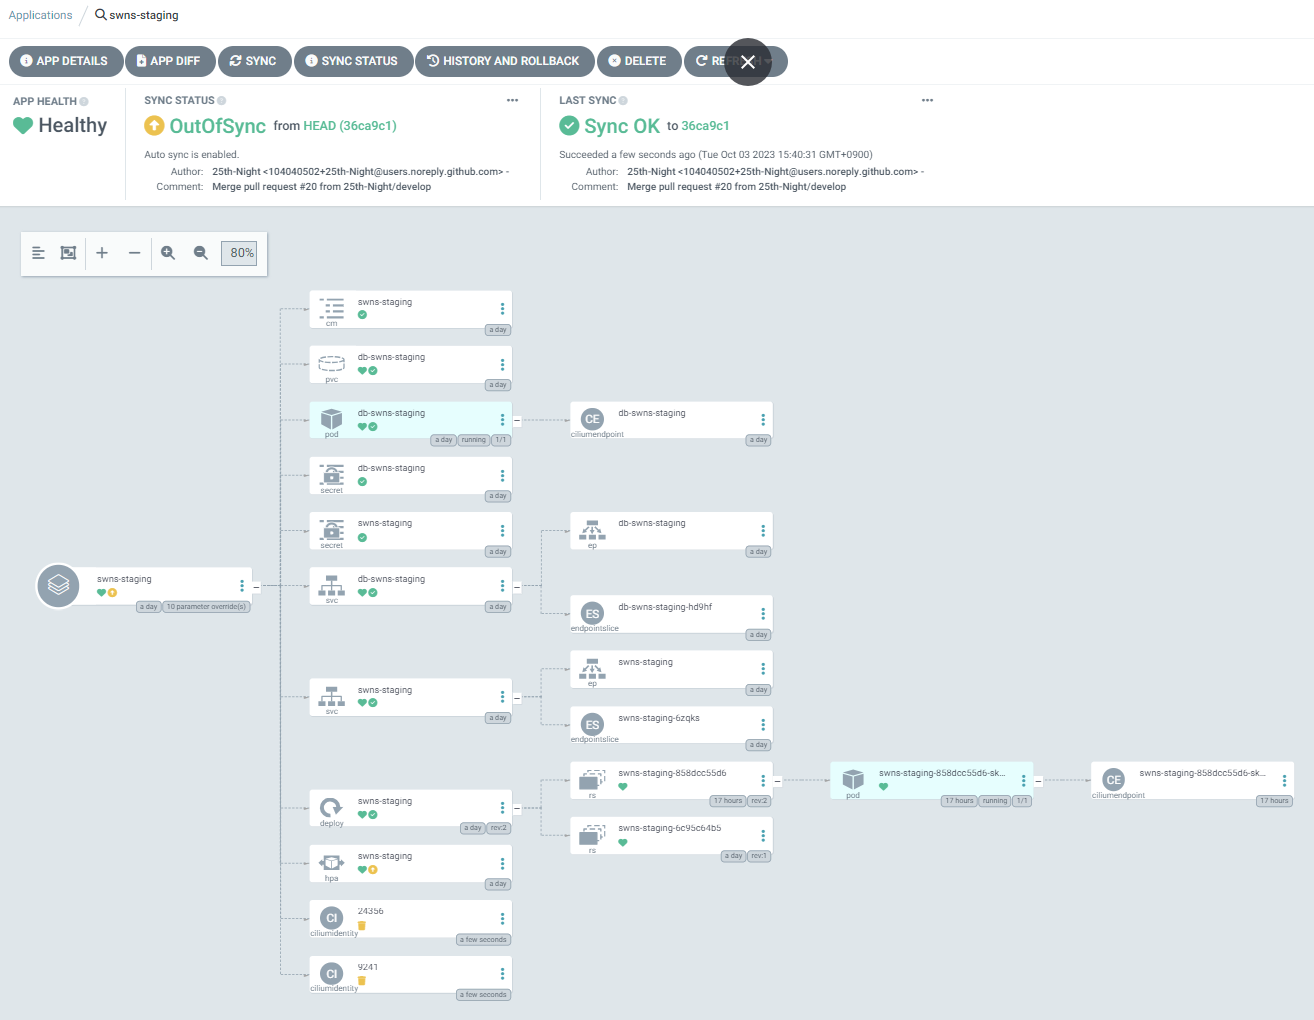 Applications
swns-staging
APP DETAILS
APP DIFF
SYNC
SYNC STATUS
HISTORY AND ROLLBACK
DELETE
APP HEALTH
Healthy
SYNC STATUS
OutOfSync from HEAD (36ca9c1)
Auto sync is enabled.
Author: 25th-Night <104040502+25th-Night@users.noreply.github.com> -
Comment: Merge pull request #20 from 25th-Night/develop
LAST SYNC
Sync OK to 36ca9c1
Succeeded a few seconds ago (Tue Oct 03 2023 15:40:31 GMT+0900)
Author: 25th-Night <104040502+25th-Night@users.noreply.github.com> -
Comment: Merge pull request #20 from 25th-Night/develop
80%
swns-staging
a day
10 parameter override(s)
swns-staging
cm
a day
db-swns-staging
pvc
a day
db-swns-staging
pod
a day
running
1/1
CE
db-swns-staging
ciliumendpoint
a day
db-swns-staging
secret
a day
swns-staging
secret
a day
db-swns-staging
svc
a day
db-swns-staging
ep
a day
ES
db-swns-staging-hd9hf
endpointslice
a day
swns-staging
svc
a day
swns-staging
ep
a day
ES
swns-staging-6zqks
endpointslice
a day
swns-staging
deploy
a day
rev:2
swns-staging-858dcc55d6
rs
17 hours
rev:2
swns-staging-858dcc55d6-sk...
pod
17 hours
running
1/1
CE
swns-staging-858dcc55d6-sk...
ciliumendpoint
17 hours
swns-staging-6c95c64b5
rs
a day
rev:1
swns-staging
hpa
a day
CI
24356
ciliumidentity
a few seconds
CI
9241
ciliumidentity
a few seconds